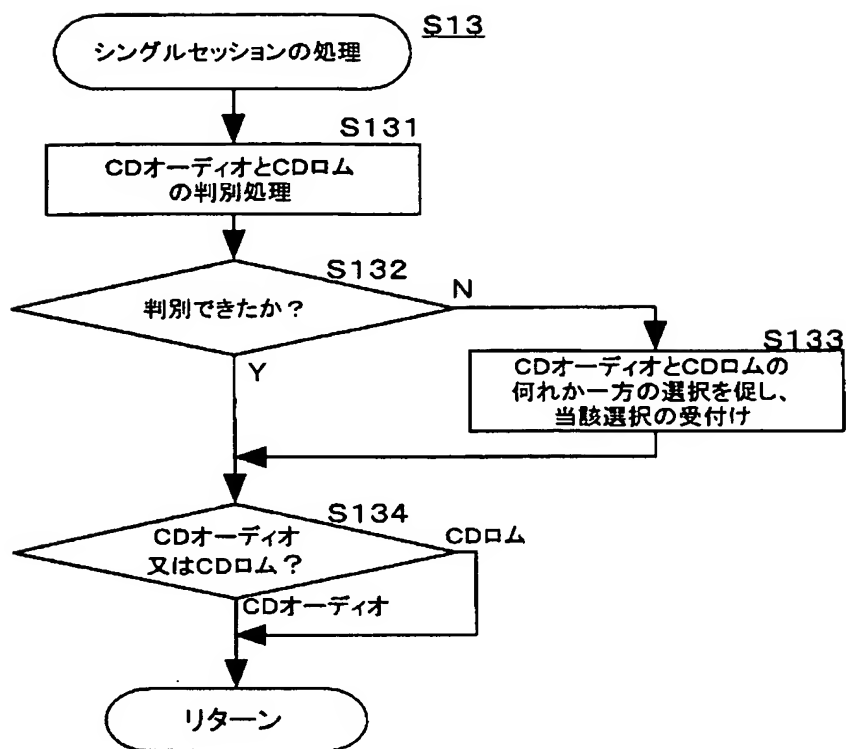 S13
シングルセッションの処理
S131
CDオーディオとCDロム
の判別処理
S132
判別できたか？
N
Y
S133
CDオーディオとCDロムの
何れか一方の選択を促し、
当該選択の受付け
S134
CDオーディオ
又はCDロム？
CDロム
CDオーディオ
リターン